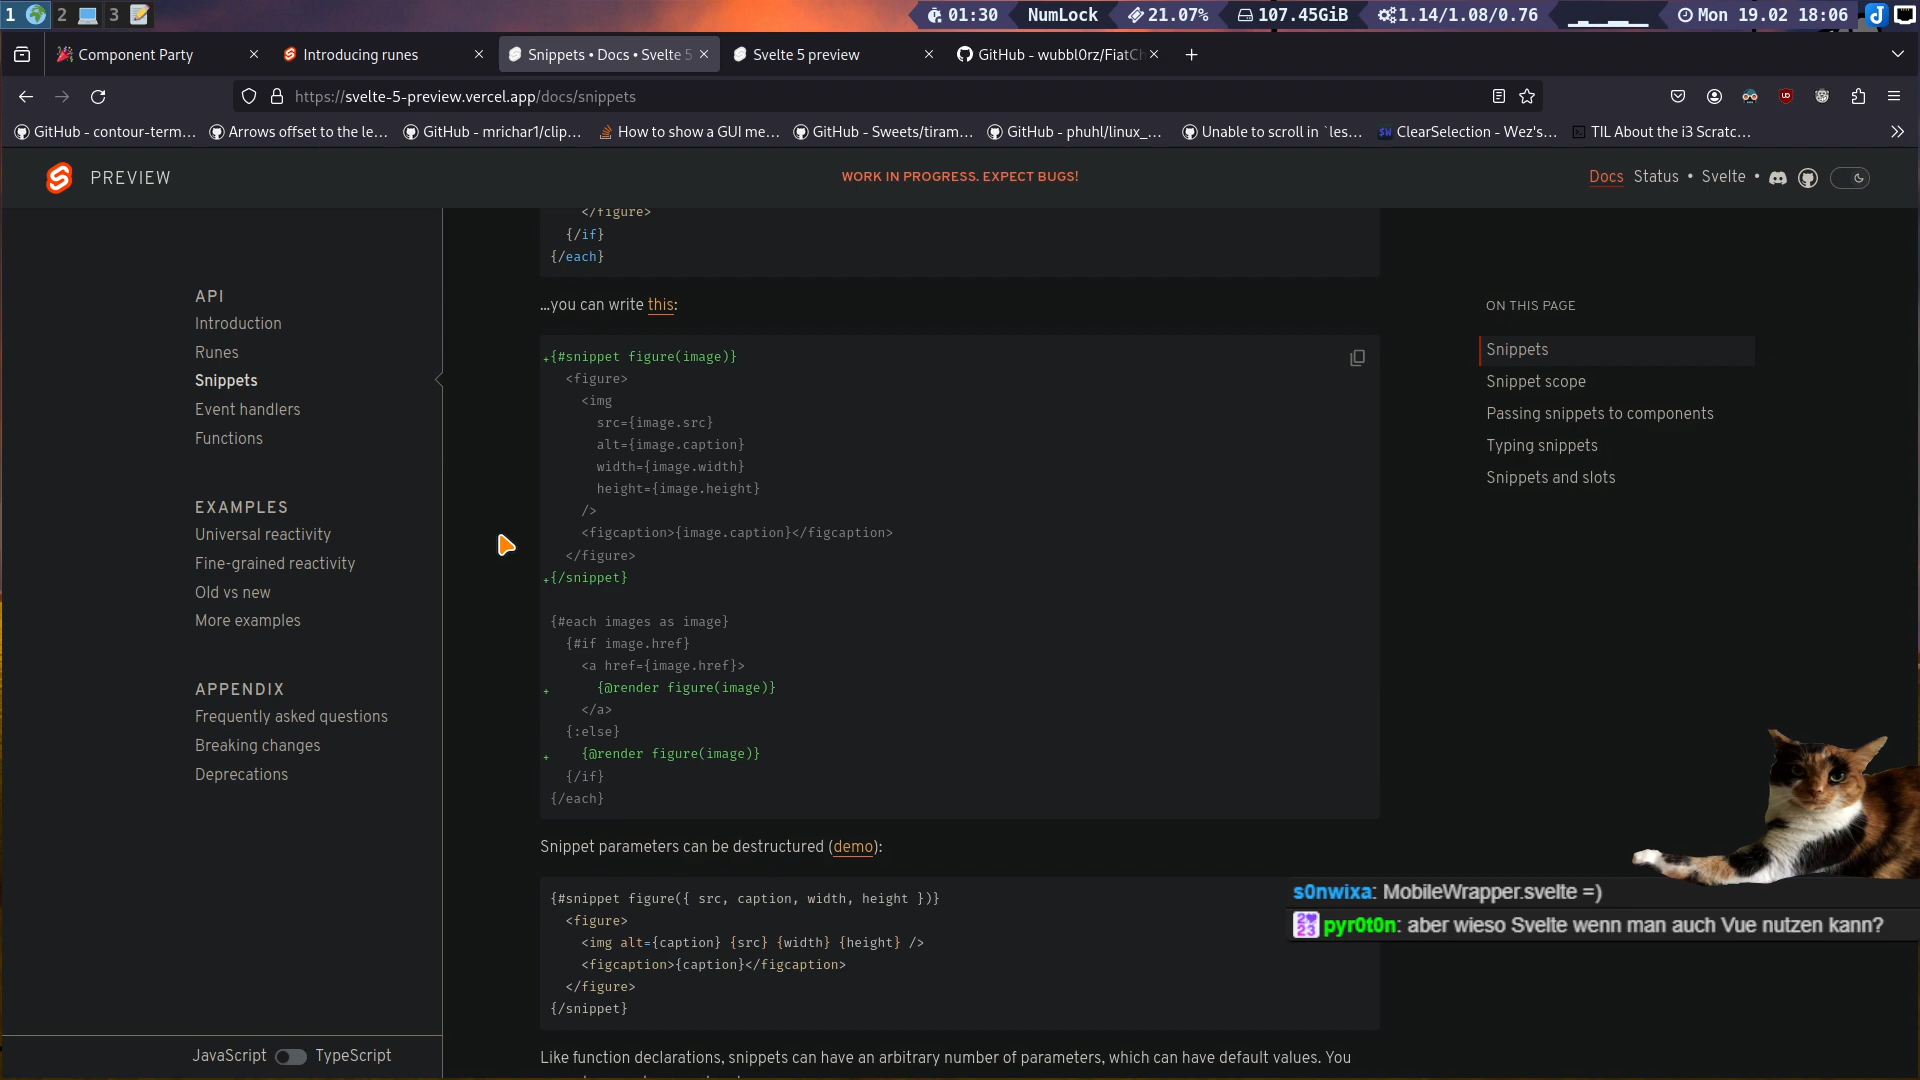 1 2 3 01:30 NumLock 21.07% 107.45GiB 1.14/1.08/0.76 Mon 19.02 18:06
Component Party Introducing runes Snippets • Docs • Svelte 5 Svelte 5 preview GitHub - wubbl0rz/FiatCh
https://svelte-5-preview.vercel.app/docs/snippets
GitHub - contour-term… Arrows offset to the le… GitHub - mrichar1/clip… How to show a GUI me… GitHub - Sweets/tiram… GitHub - phuhl/linux_… Unable to scroll in `les… ClearSelection - Wez's… TIL About the i3 Scratc…
PREVIEW
WORK IN PROGRESS. EXPECT BUGS!
Docs Status • Svelte •
API
Introduction
Runes
Snippets
Event handlers
Functions
EXAMPLES
Universal reactivity
Fine-grained reactivity
Old vs new
More examples
APPENDIX
Frequently asked questions
Breaking changes
Deprecations
JavaScript TypeScript
</figure>
{/if}
{/each}
...you can write this:
+{#snippet figure(image)}
<figure>
<img
src={image.src}
alt={image.caption}
width={image.width}
height={image.height}
/>
<figcaption>{image.caption}</figcaption>
</figure>
+{/snippet}
{#each images as image}
{#if image.href}
<a href={image.href}>
+ {@render figure(image)}
</a>
{:else}
+ {@render figure(image)}
{/if}
{/each}
Snippet parameters can be destructured (demo):
{#snippet figure({ src, caption, width, height })}
<figure>
<img alt={caption} {src} {width} {height} />
<figcaption>{caption}</figcaption>
</figure>
{/snippet}
Like function declarations, snippets can have an arbitrary number of parameters, which can have default values. You
ON THIS PAGE
Snippets
Snippet scope
Passing snippets to components
Typing snippets
Snippets and slots
s0nwixa: MobileWrapper.svelte =)
pyr0t0n: aber wieso Svelte wenn man auch Vue nutzen kann?